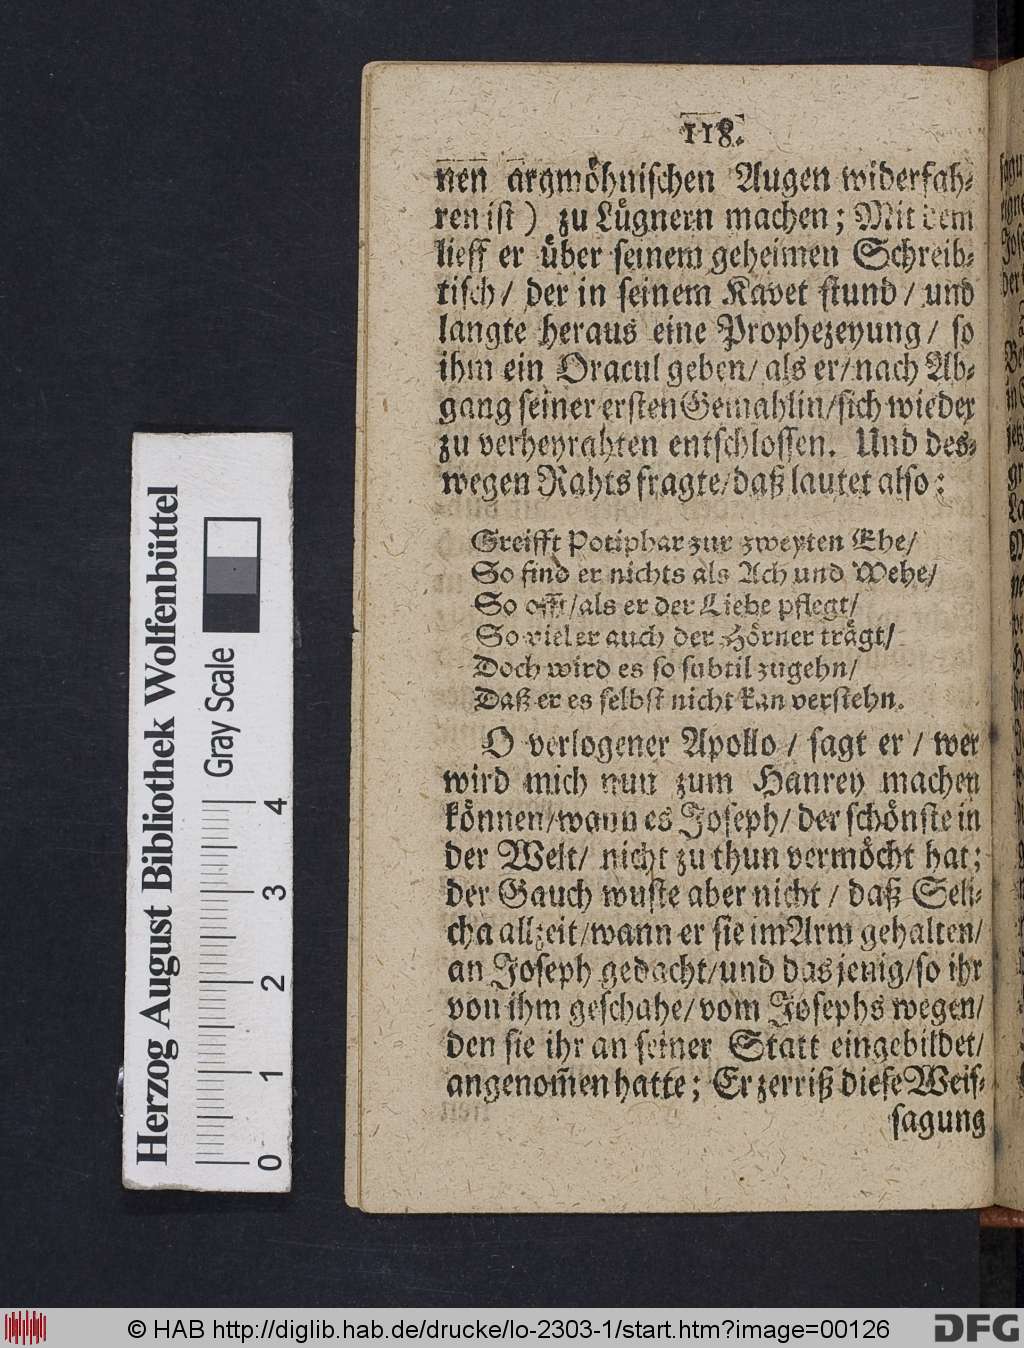 118.
nen argwöhnischen Augen widerfah-
ren ist) zu Lügnern machen; Mit dem
lieff er über seinem geheimen Schreib-
tisch / der in seinem Kavet stund / und
langte heraus eine Prophezeyung / so
ihm ein Oracul geben / als er / nach Ab-
gang seiner ersten Gemahlin / sich wieder
zu verheyrahten entschlossen. Und des-
wegen Rahts fragte / daß lautet also:
Greifft Potiphar zur zweyten Ehe /
So find er nichts als Ach und Wehe /
So offt / als er der Liebe pflegt /
So viel er auch der Hörner trägt /
Doch wird es so subtil zugehn /
Daß er es selbst nicht kan verstehn.
O verlogener Apollo / sagt er / wer
wird mich nun zum Hanrey machen
können / wann es Joseph / der schönste in
der Welt / nicht zu thun vermöcht hat;
der Gauch wuste aber nicht / daß Seli-
cha allzeit / wann er sie im Arm gehalten /
an Joseph gedacht / und das jenig / so ihr
von ihm geschahe / vom Josephs wegen /
den sie ihr an seiner Statt eingebildet /
angenom̃en hatte; Er zerriß diese Weis-
sagung
Herzog August Bibliothek Wolfenbüttel
Gray Scale
0 1 2 3 4
© HAB http://diglib.hab.de/drucke/lo-2303-1/start.htm?image=00126
DFG